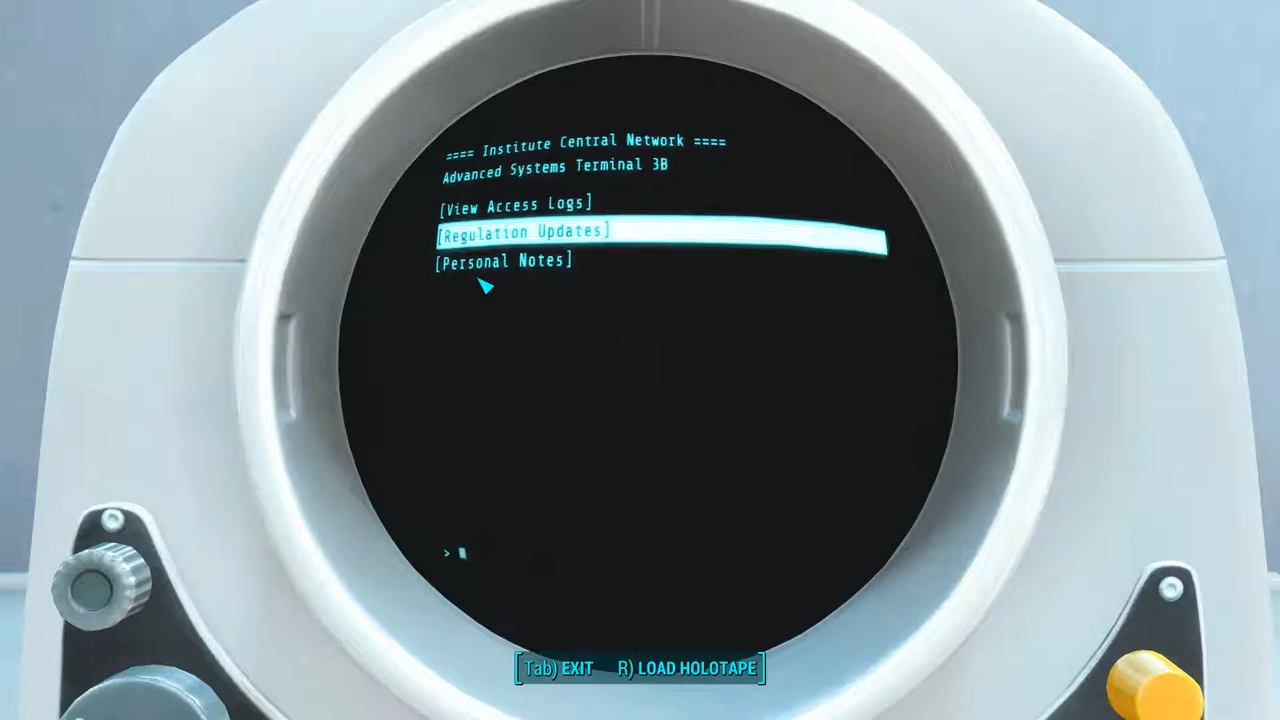 ==== Institute Central Network ====
Advanced Systems Terminal 3B
[View Access Logs]
[Regulation Updates]
[Personal Notes]
>
[Tab) EXIT R) LOAD HOLOTAPE]